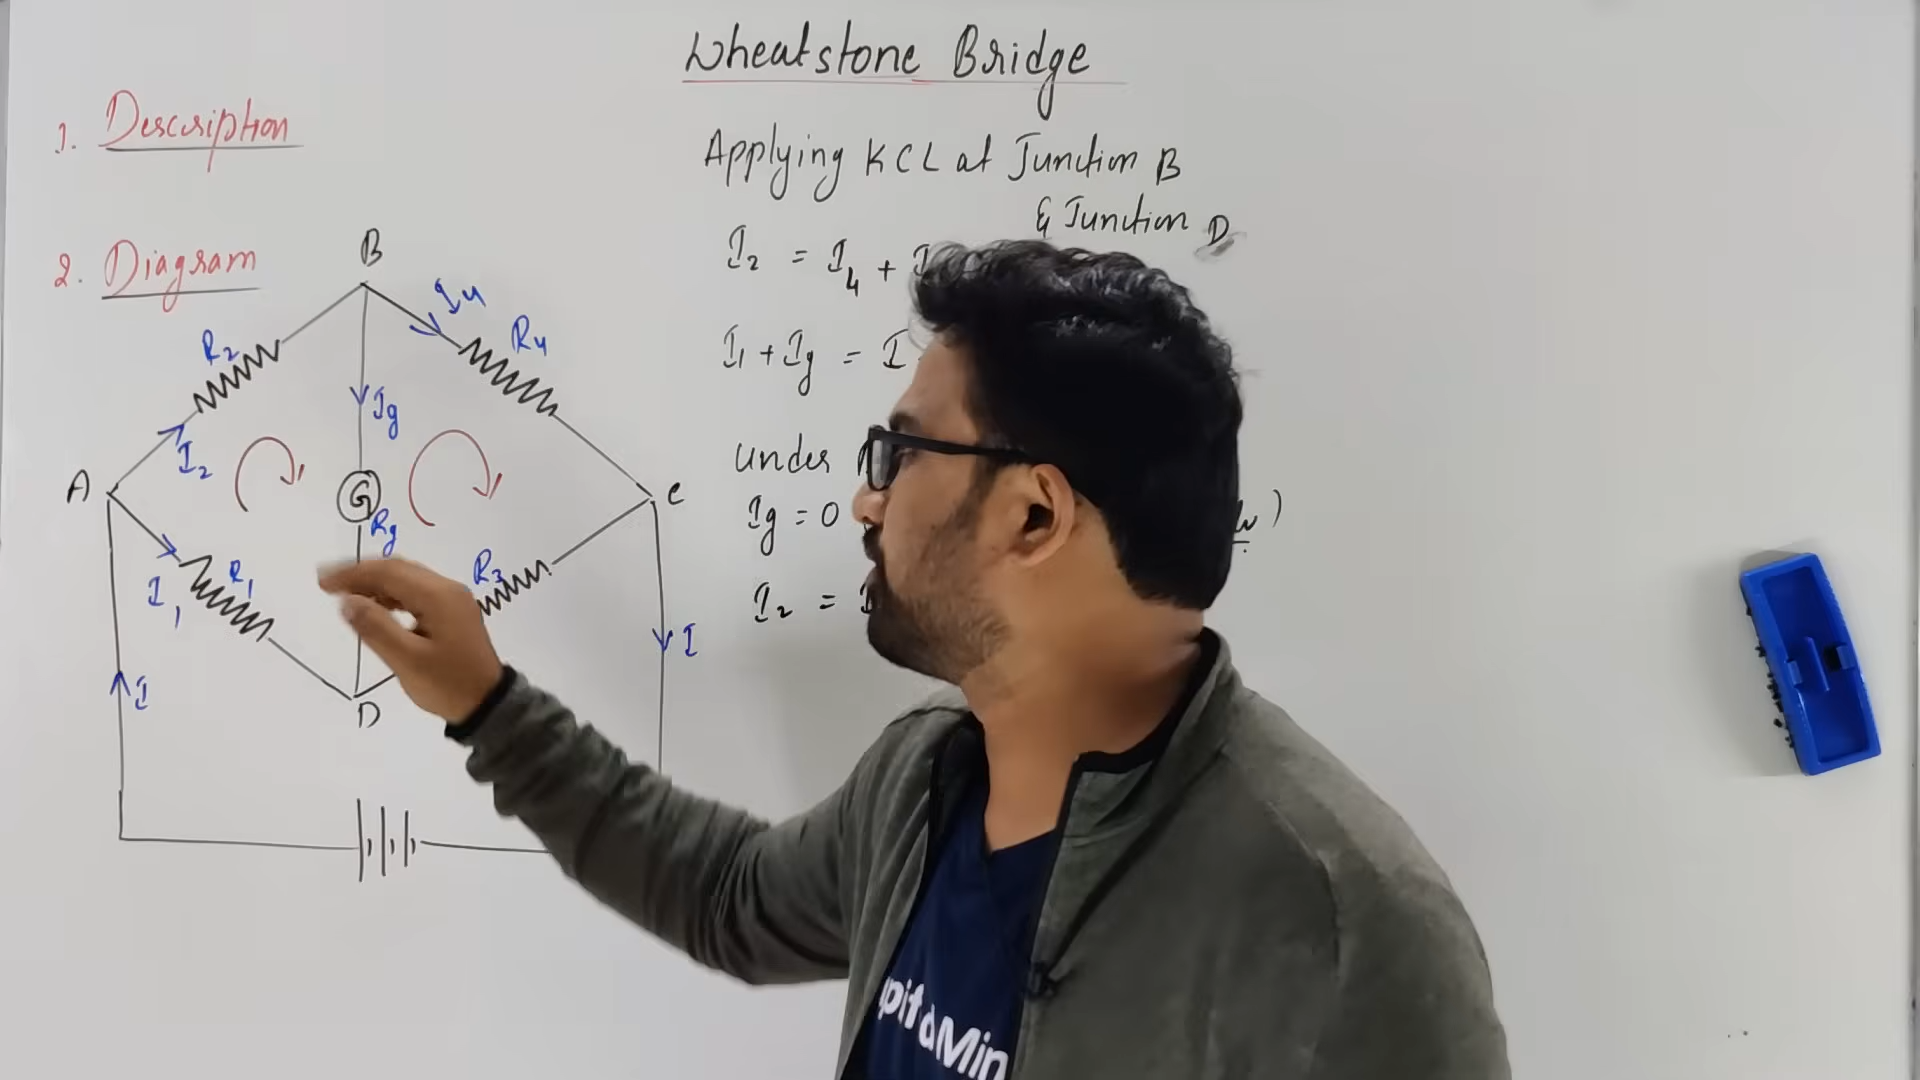 Wheatstone Bridge
1. Description
Applying KCL at Junction B
& Junction D
2. Diagram
I2 = I4 +
I1 + Ig = I
under
Ig = 0
I2 =
B
I4
R2
R4
Ig
I2
A
G
C
Rg
R1
R3
I1
I
I
D